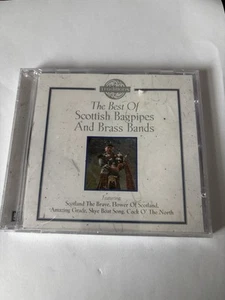 The Best Of
Scottish Bagpipes
And Brass Bands
Featuring
Scotland The Brave, Flower Of Scotland,
Amazing Grace, Skye Boat Song, Cock O' The North